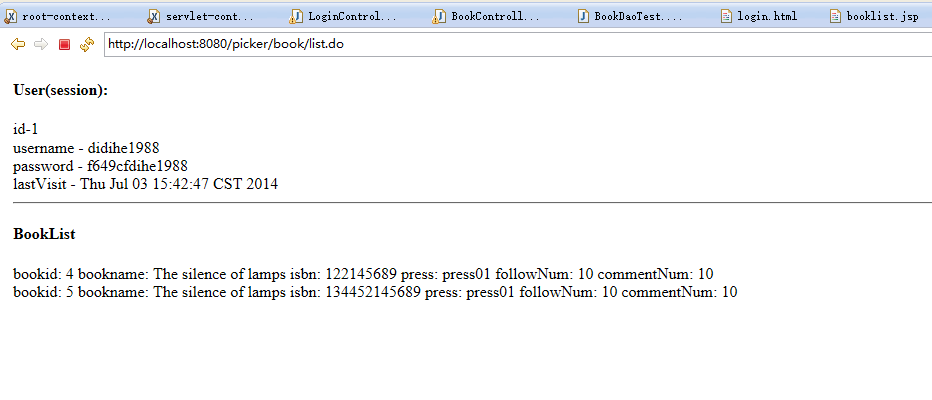 root-context... servlet-cont... LoginControl... BookControll... BookDaoTest.... login.html booklist.jsp
http://localhost:8080/picker/book/list.do
User(session):
id-1
username - didihe1988
password - f649cfdihe1988
lastVisit - Thu Jul 03 15:42:47 CST 2014
BookList
bookid: 4 bookname: The silence of lamps isbn: 122145689 press: press01 followNum: 10 commentNum: 10
bookid: 5 bookname: The silence of lamps isbn: 134452145689 press: press01 followNum: 10 commentNum: 10